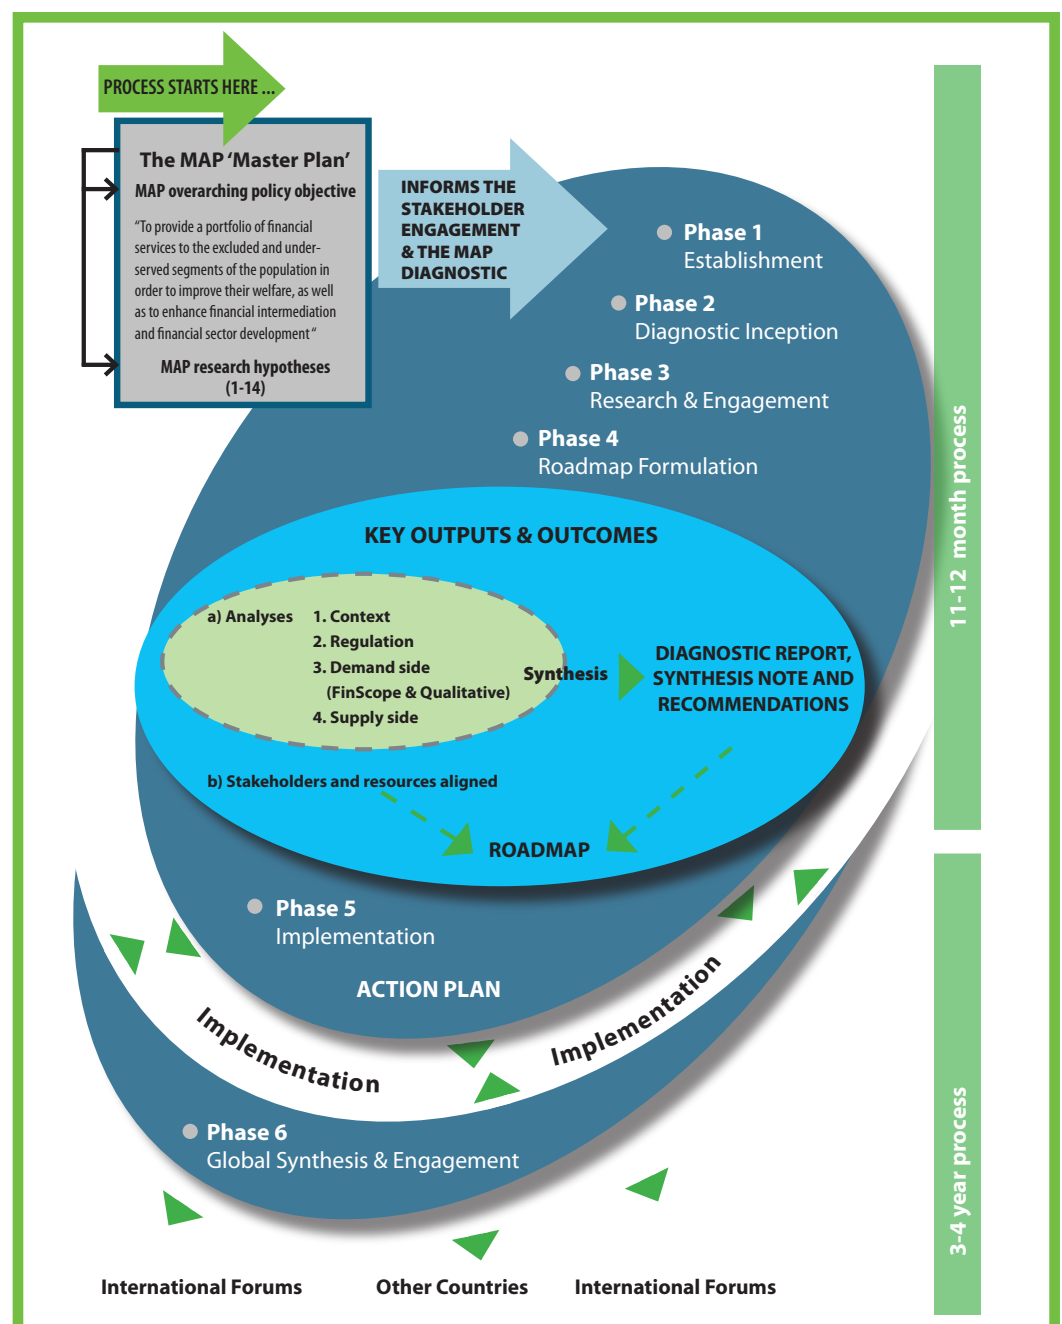 PROCESS STARTS HERE ...
The MAP ‘Master Plan’
MAP overarching policy objective
“To provide a portfolio of financial
services to the excluded and under-
served segments of the population in
order to improve their welfare, as well
as to enhance financial intermediation
and financial sector development “
MAP research hypotheses
(1-14)
INFORMS THE
STAKEHOLDER
ENGAGEMENT
& THE MAP
DIAGNOSTIC
Phase 1
Establishment
Phase 2
Diagnostic Inception
Phase 3
Research & Engagement
Phase 4
Roadmap Formulation
11-12 month process
KEY OUTPUTS & OUTCOMES
a) Analyses
1. Context
2. Regulation
3. Demand side
(FinScope & Qualitative)
4. Supply side
Synthesis
DIAGNOSTIC REPORT,
SYNTHESIS NOTE AND
RECOMMENDATIONS
b) Stakeholders and resources aligned
ROADMAP
Phase 5
Implementation
ACTION PLAN
Implementation
Implementation
Phase 6
Global Synthesis & Engagement
3-4 year process
International Forums
Other Countries
International Forums